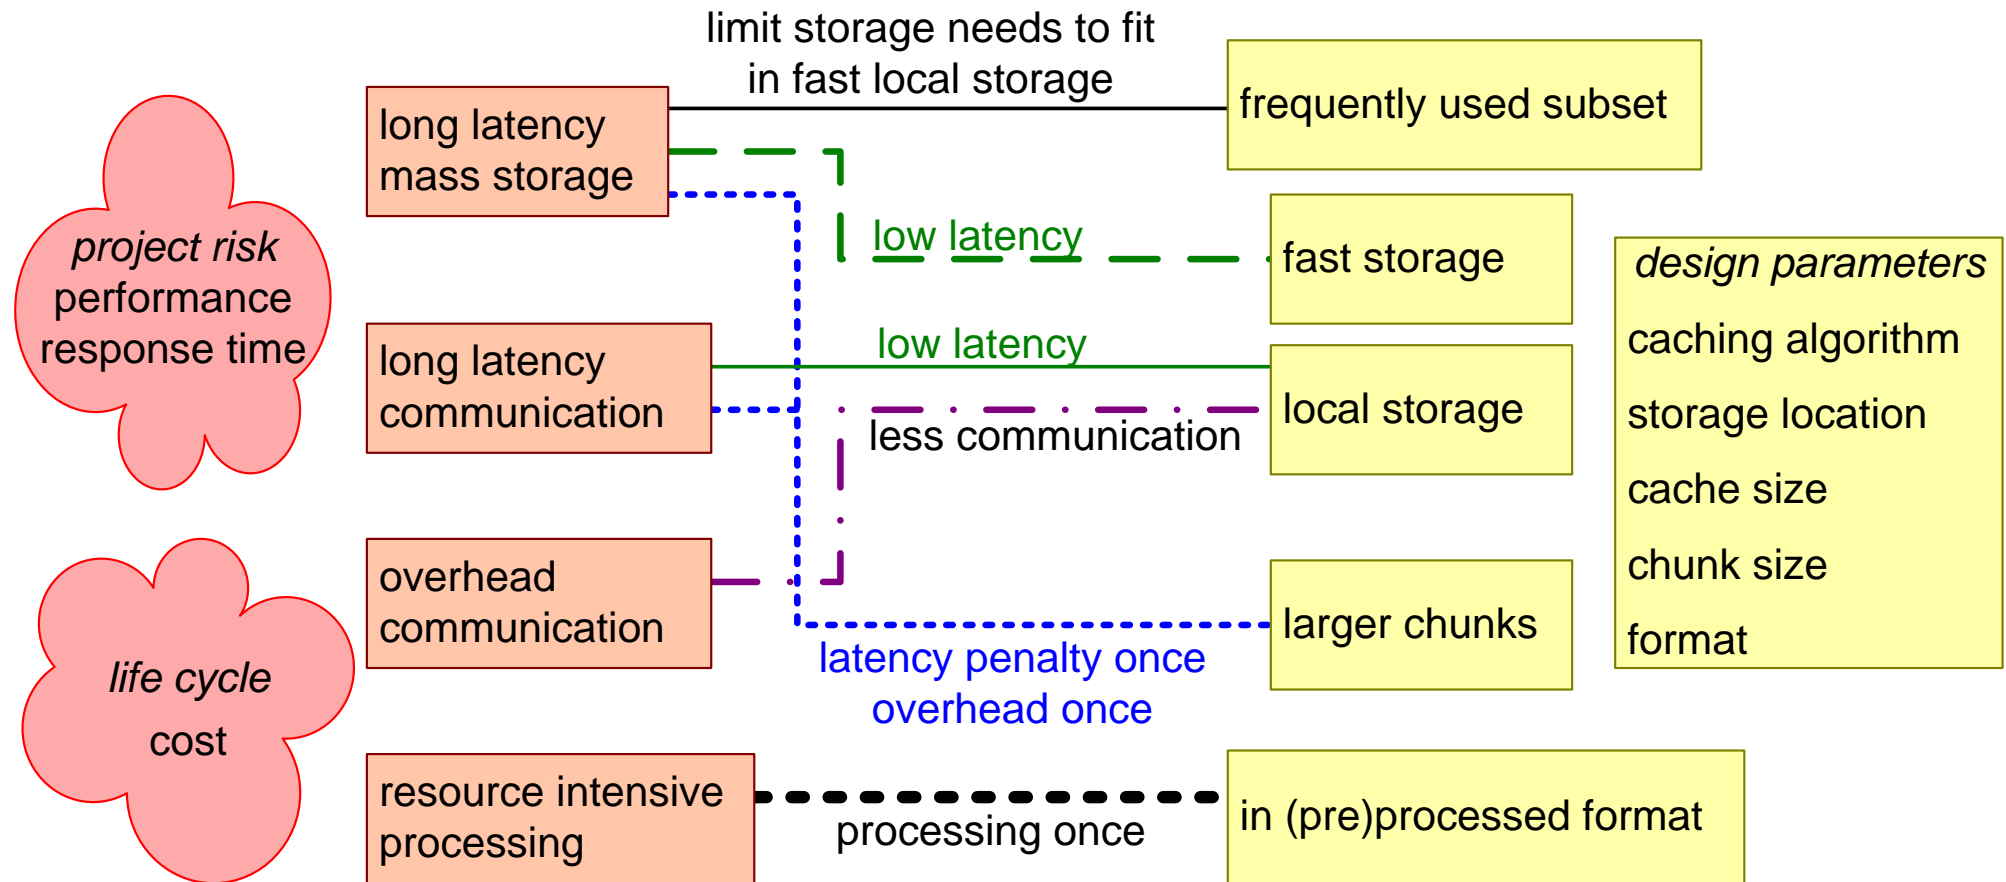 limit storage needs to fit
in fast local storage
project risk
performance
response time
life cycle
cost
long latency
mass storage
long latency
communication
overhead
communication
resource intensive
processing
low latency
low latency
less communication
latency penalty once
overhead once
processing once
frequently used subset
fast storage
local storage
larger chunks
in (pre)processed format
design parameters
caching algorithm
storage location
cache size
chunk size
format